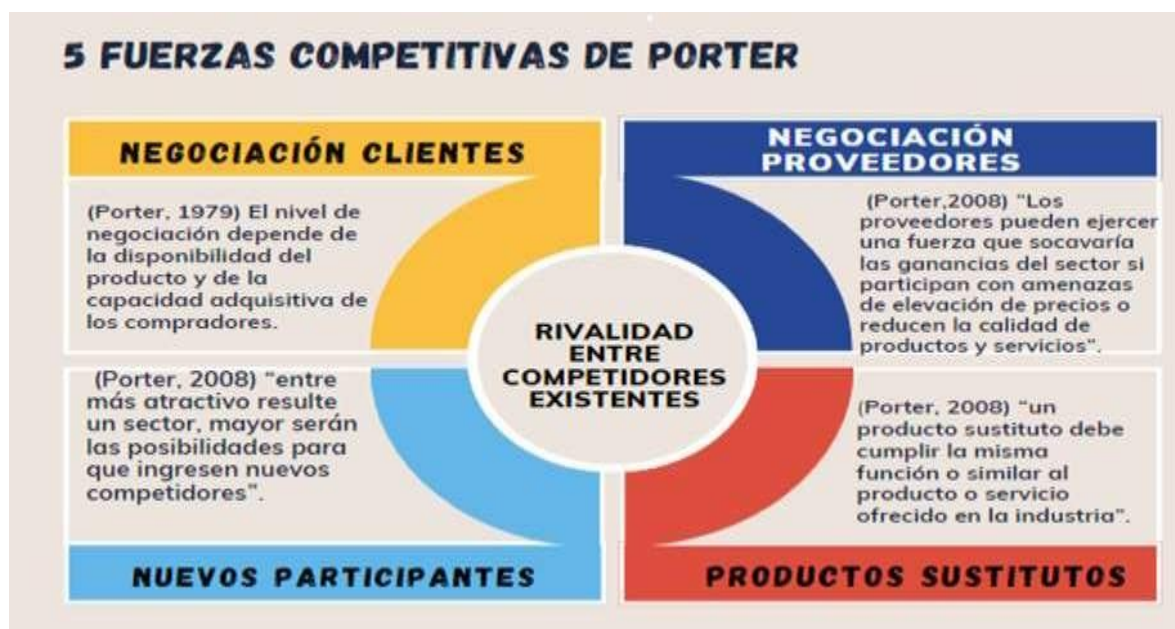 5 FUERZAS COMPETITIVAS DE PORTER
NEGOCIACIÓN CLIENTES
(Porter, 1979) El nivel de
negociación depende de
la disponibilidad del
producto y de la
capacidad adquisitiva de
los compradores.
NEGOCIACIÓN
PROVEEDORES
(Porter,2008) "Los
proveedores pueden ejercer
una fuerza que socavaría
las ganancias del sector si
participan con amenazas
de elevación de precios o
reducen la calidad de
productos y servicios".
RIVALIDAD
ENTRE
COMPETIDORES
EXISTENTES
(Porter, 2008) "entre
más atractivo resulte
un sector, mayor serán
las posibilidades para
que ingresen nuevos
competidores".
NUEVOS PARTICIPANTES
(Porter, 2008) "un
producto sustituto debe
cumplir la misma
función o similar al
producto o servicio
ofrecido en la industria".
PRODUCTOS SUSTITUTOS